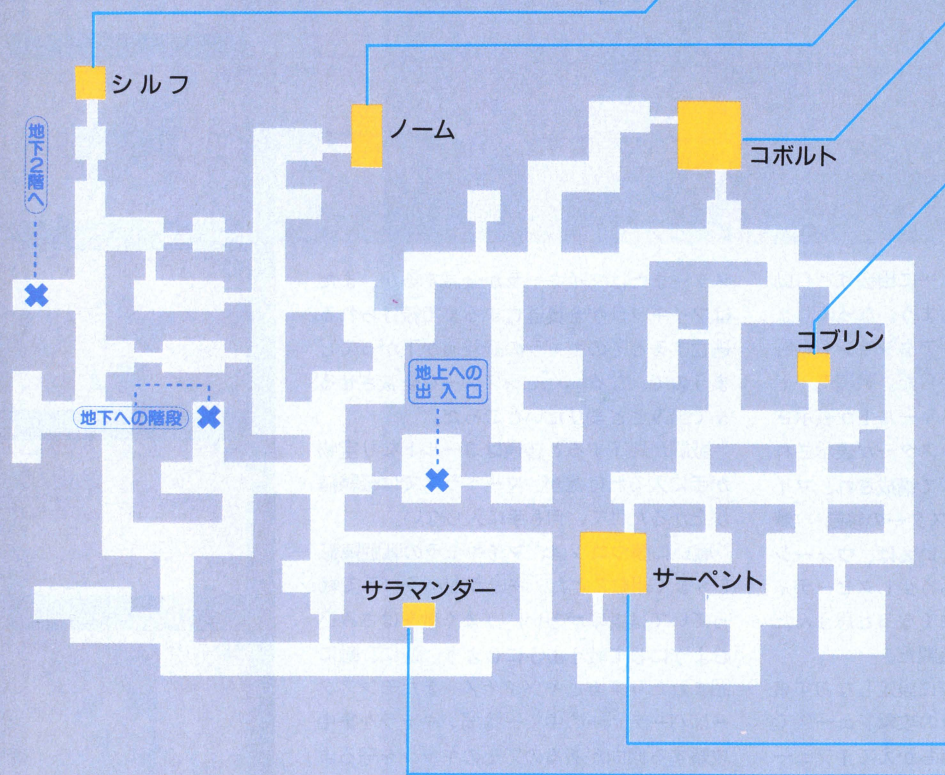 シルフ
ノーム
コボルト
地下2階へ
コブリン
地上への
出入口
地下への階段
サラマンダー
サーペント